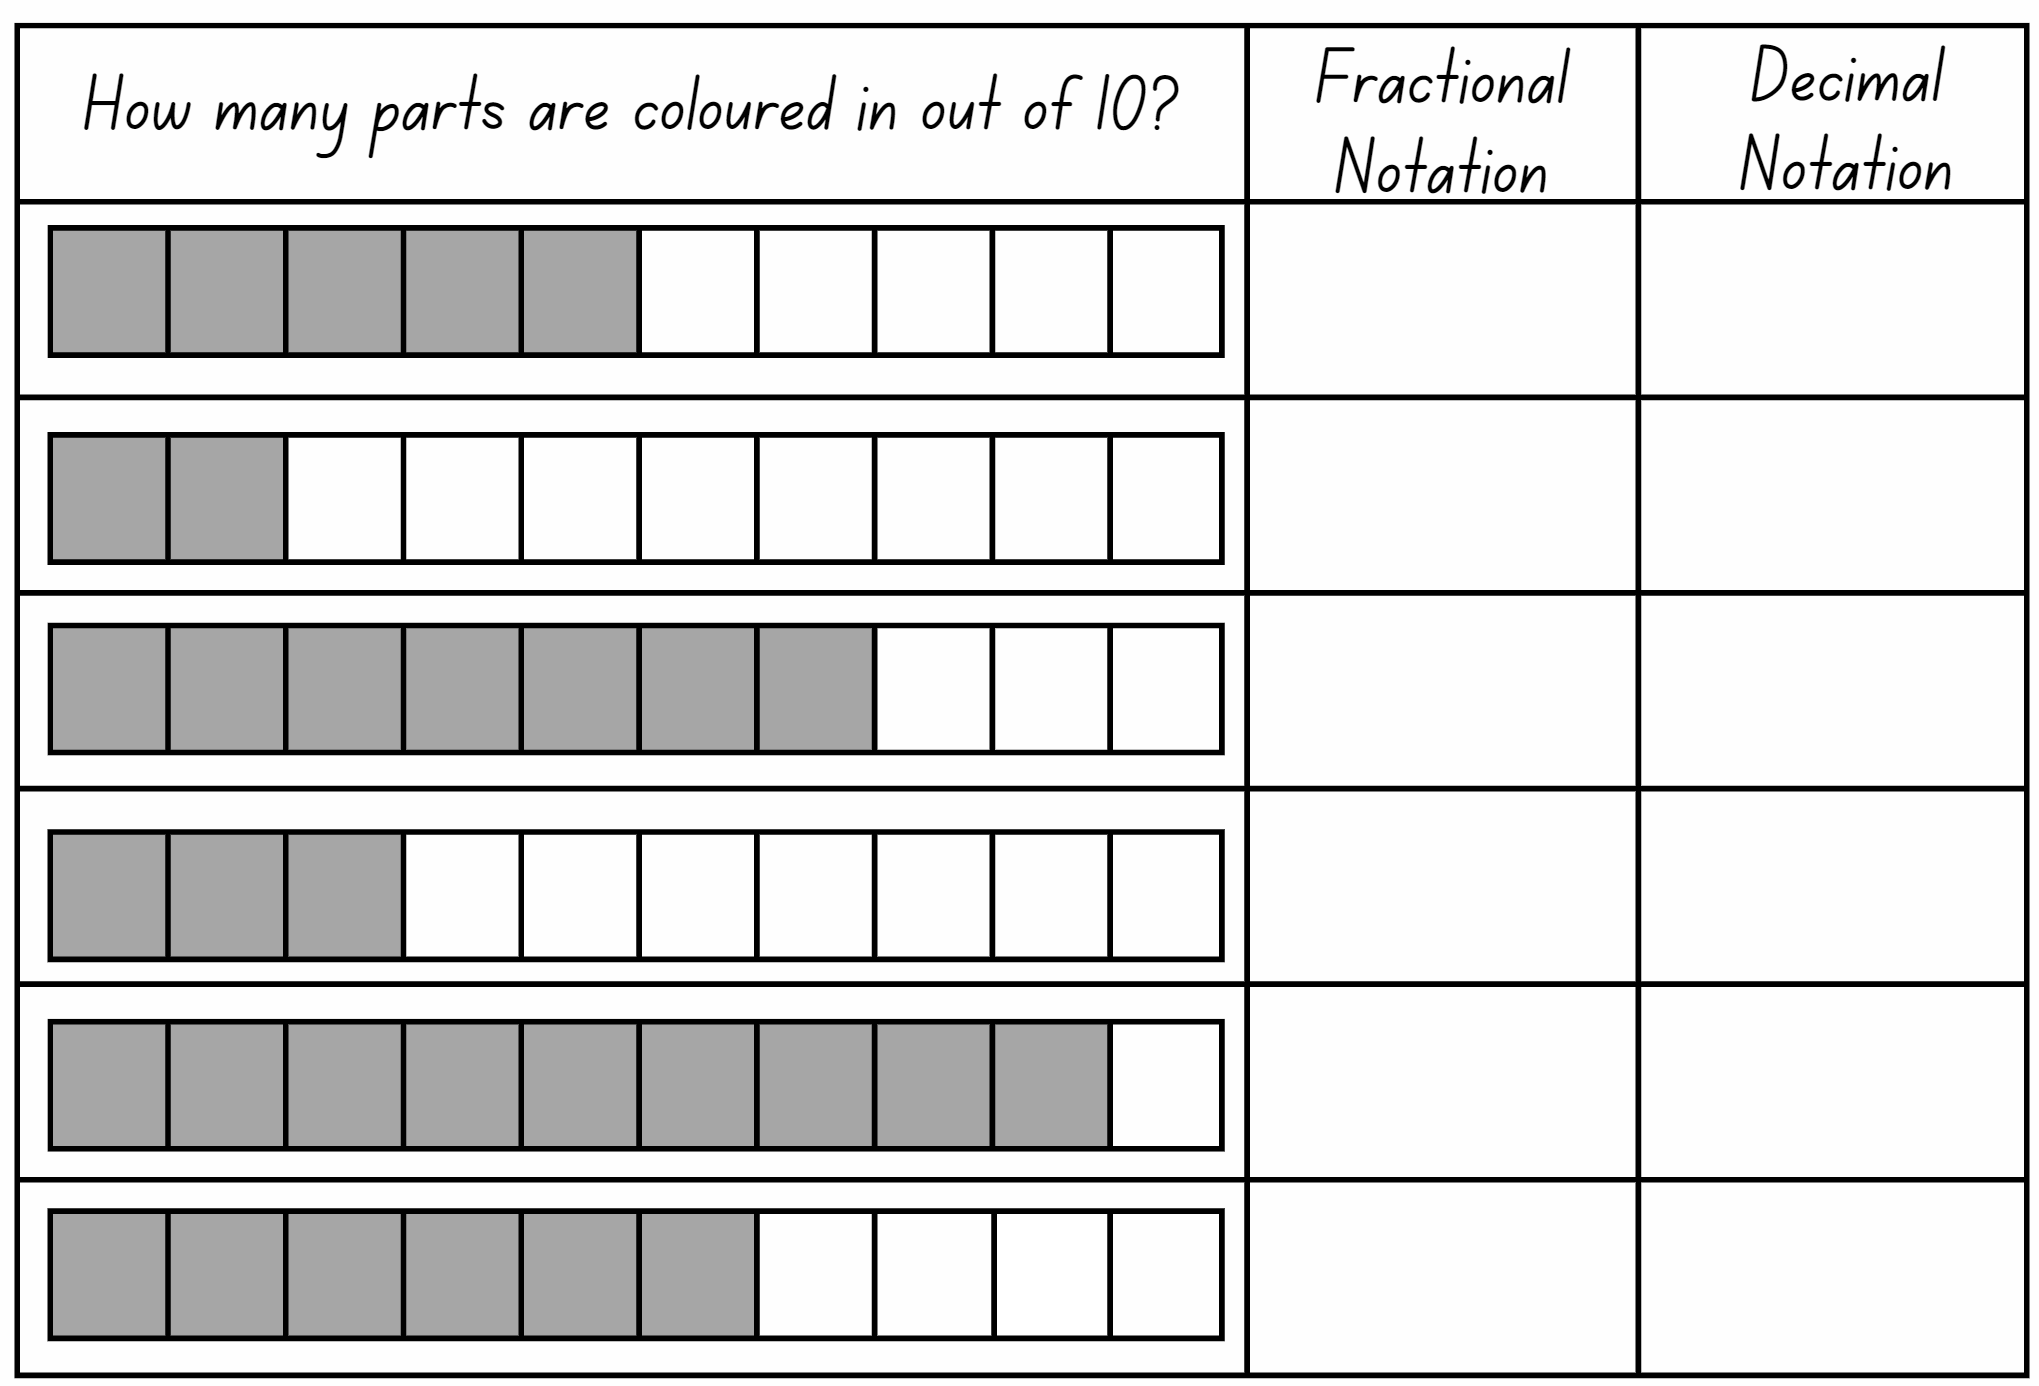 How many parts are coloured in out of 10?
Fractional
Notation
Decimal
Notation